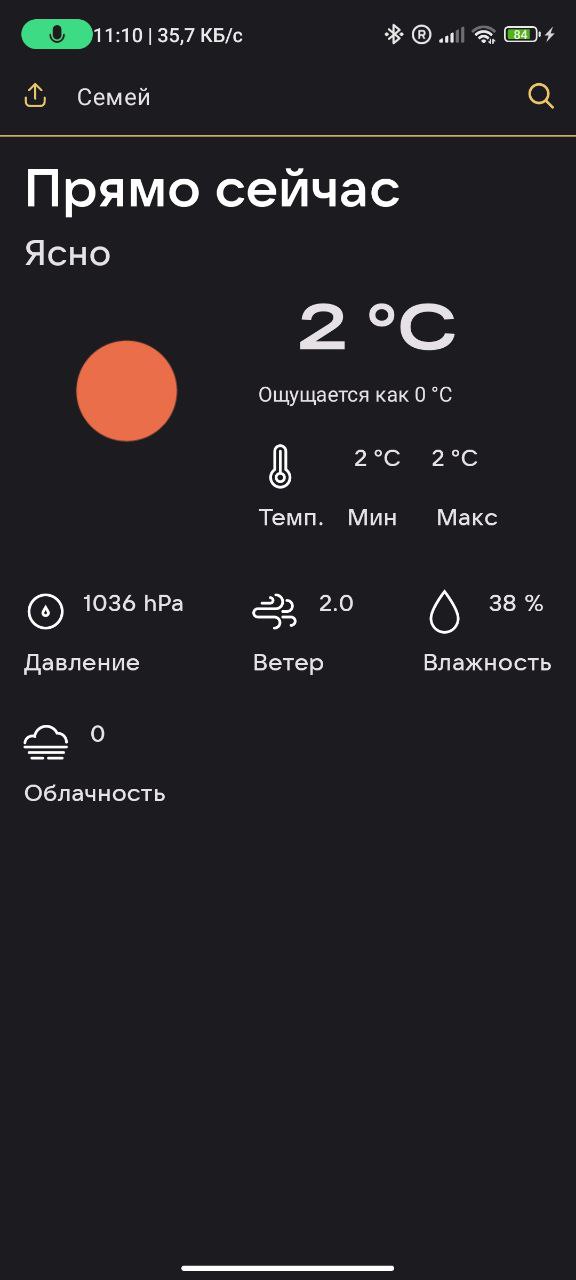 11:10 | 35,7 КБ/с
R
84
Семей
Прямо сейчас
Ясно
2 °C
Ощущается как 0 °C
2 °C 2 °C
Темп. Мин Макс
1036 hPa 2.0 38 %
Давление Ветер Влажность
0
Облачность